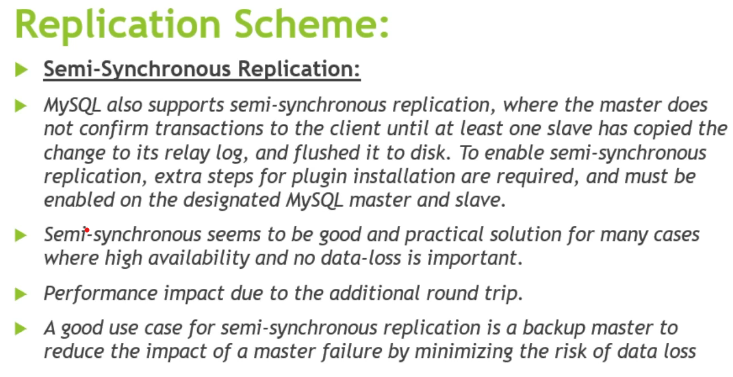 Replication Scheme:
Semi-Synchronous Replication:
MySQL also supports semi-synchronous replication, where the master does
not confirm transactions to the client until at least one slave has copied the
change to its relay log, and flushed it to disk. To enable semi-synchronous
replication, extra steps for plugin installation are required, and must be
enabled on the designated MySQL master and slave.
Semi-synchronous seems to be good and practical solution for many cases
where high availability and no data-loss is important.
Performance impact due to the additional round trip.
A good use case for semi-synchronous replication is a backup master to
reduce the impact of a master failure by minimizing the risk of data loss